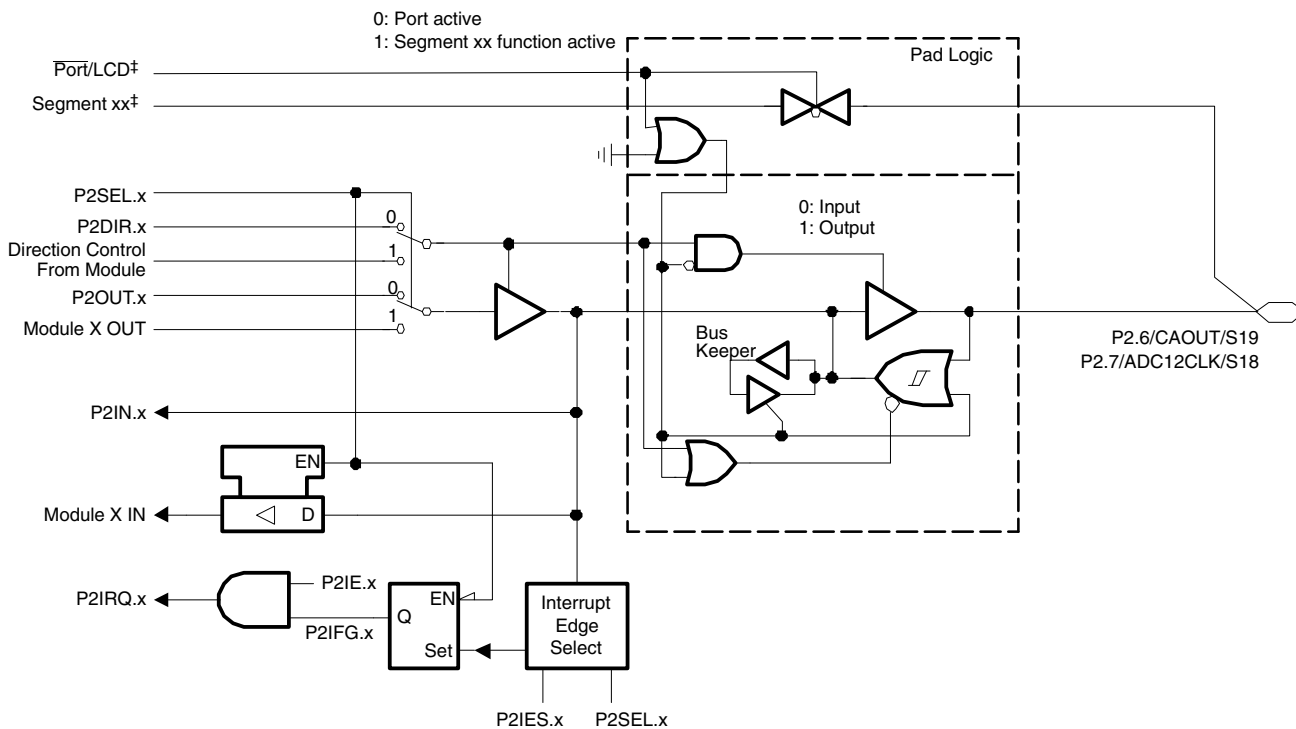 0: Port active
1: Segment xx function active
Pad Logic
Port/LCD‡
Segment xx‡
P2SEL.x
0
P2DIR.x
Direction Control
From Module
1
P2OUT.x
0
Module X OUT
1
0: Input
1: Output
Bus
Keeper
P2.6/CAOUT/S19
P2.7/ADC12CLK/S18
P2IN.x
EN
Module X IN
D
P2IRQ.x
P2IE.x
P2IFG.x
EN
Q
Set
Interrupt
Edge
Select
P2IES.x
P2SEL.x